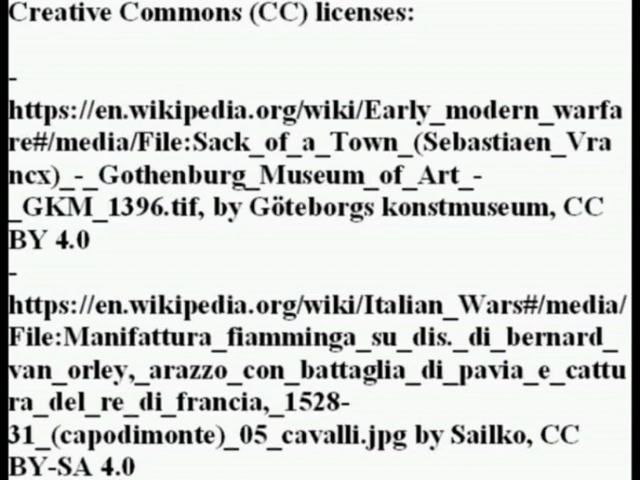 Creative Commons (CC) licenses:
-
https://en.wikipedia.org/wiki/Early_modern_warfa
re#/media/File:Sack_of_a_Town_(Sebastiaen_Vra
ncx)_-_Gothenburg_Museum_of_Art_-
_GKM_1396.tif, by Göteborgs konstmuseum, CC
BY 4.0
-
https://en.wikipedia.org/wiki/Italian_Wars#/media/
File:Manifattura_fiamminga_su_dis._di_bernard_
van_orley,_arazzo_con_battaglia_di_pavia_e_cattu
ra_del_re_di_francia,_1528-
31_(capodimonte)_05_cavalli.jpg by Sailko, CC
BY-SA 4.0